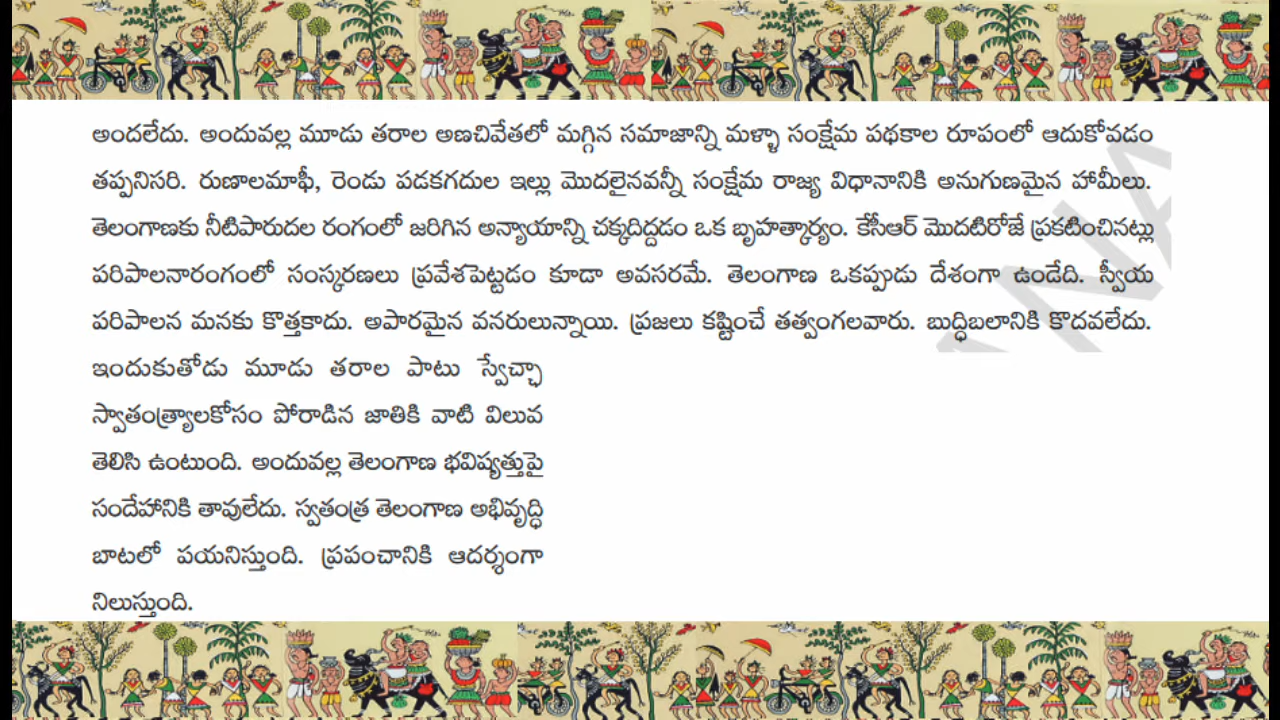 అందలేదు. అందువల్ల మూడు తరాల అణచివేతలో మగ్గిన సమాజాన్ని మళ్ళా సంక్షేమ పథకాల రూపంలో ఆదుకోవడం
తప్పనిసరి. రుణాలమాఫీ, రెండు పడకగదుల ఇల్లు మొదలైనవన్నీ సంక్షేమ రాజ్య విధానానికి అనుగుణమైన హామీలు.
తెలంగాణకు నీటిపారుదల రంగంలో జరిగిన అన్యాయాన్ని చక్కదిద్దడం ఒక బృహత్కార్యం. కేసీఆర్ మొదటిరోజే ప్రకటించినట్లు
పరిపాలనారంగంలో సంస్కరణలు ప్రవేశపెట్టడం కూడా అవసరమే. తెలంగాణ ఒకప్పుడు దేశంగా ఉండేది. స్వీయ
పరిపాలన మనకు కొత్తకాదు. అపారమైన వనరులున్నాయి. ప్రజలు కష్టించే తత్వంగలవారు. బుద్ధిబలానికి కొదవలేదు.
ఇందుకుతోడు మూడు తరాల పాటు స్వేచ్ఛా
స్వాతంత్ర్యాలకోసం పోరాడిన జాతికి వాటి విలువ
తెలిసి ఉంటుంది. అందువల్ల తెలంగాణ భవిష్యత్తుపై
సందేహానికి తావులేదు. స్వతంత్ర తెలంగాణ అభివృద్ధి
బాటలో పయనిస్తుంది. ప్రపంచానికి ఆదర్శంగా
నిలుస్తుంది.